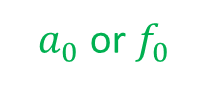 a₀ or f₀